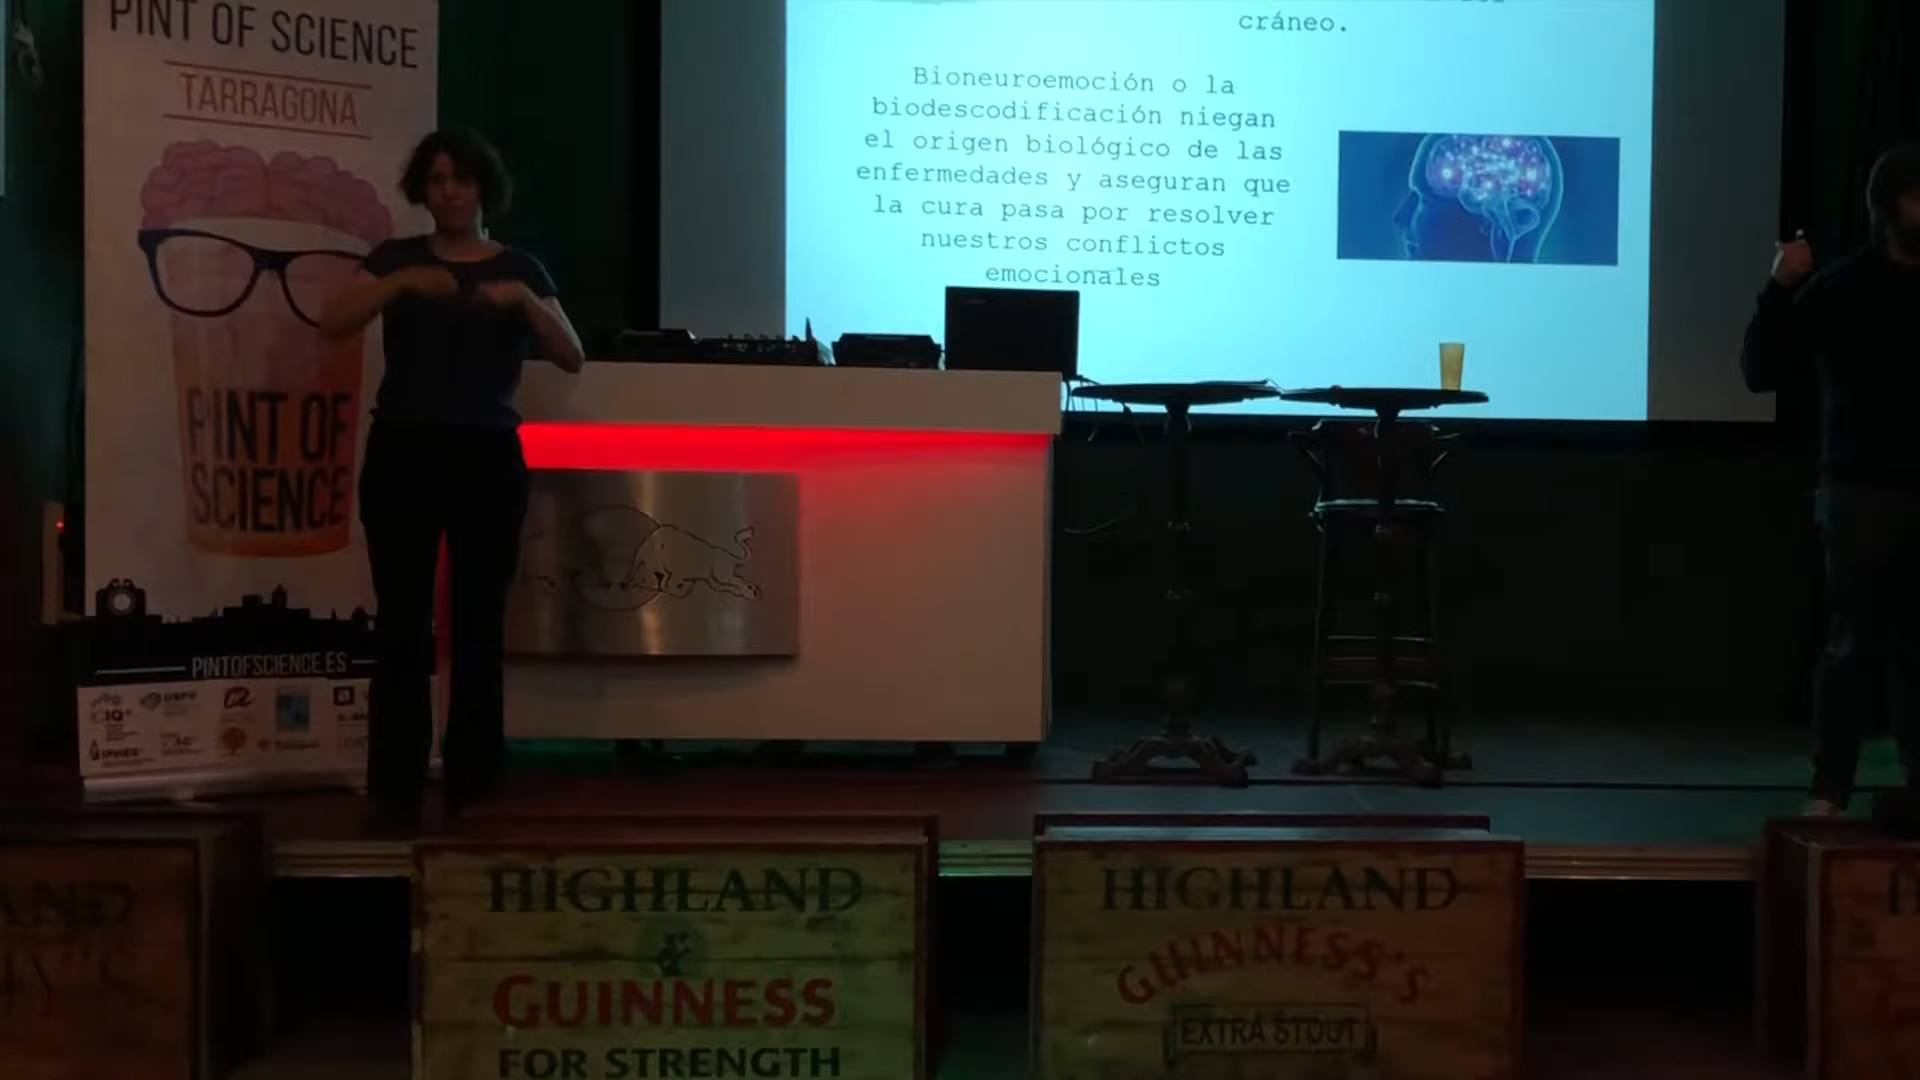 PINT OF SCIENCE
TARRAGONA
PINT OF
SCIENCE
PINTOFSCIENCE.ES
cráneo.
Bioneuroemoción o la
biodescodificación niegan
el origen biológico de las
enfermedades y aseguran que
la cura pasa por resolver
nuestros conflictos
emocionales
HIGHLAND
GUINNESS
FOR STRENGTH
HIGHLAND
GUINNESS'S
EXTRA STOUT